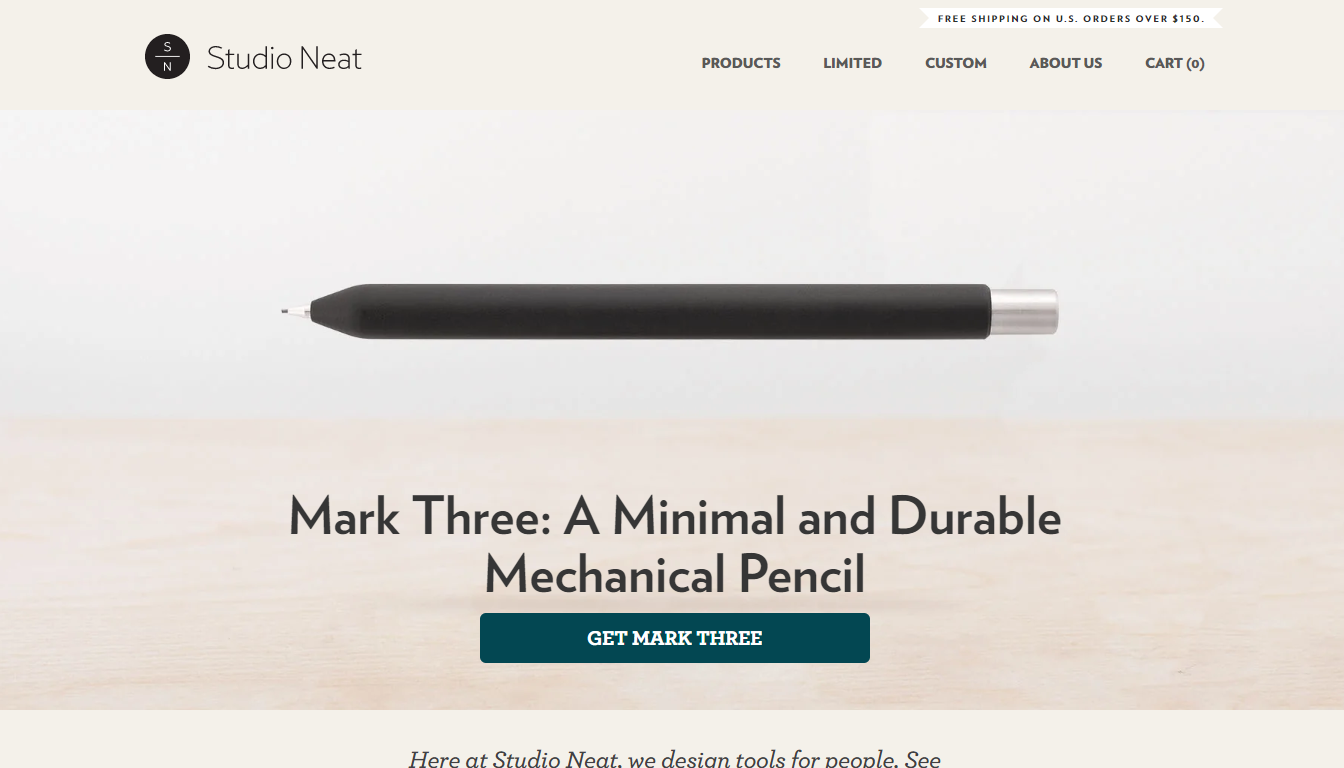 FREE SHIPPING ON U.S. ORDERS OVER $150.
S
N
Studio Neat
PRODUCTS
LIMITED
CUSTOM
ABOUT US
CART (0)
Mark Three: A Minimal and Durable
Mechanical Pencil
GET MARK THREE
Here at Studio Neat, we design tools for people. See